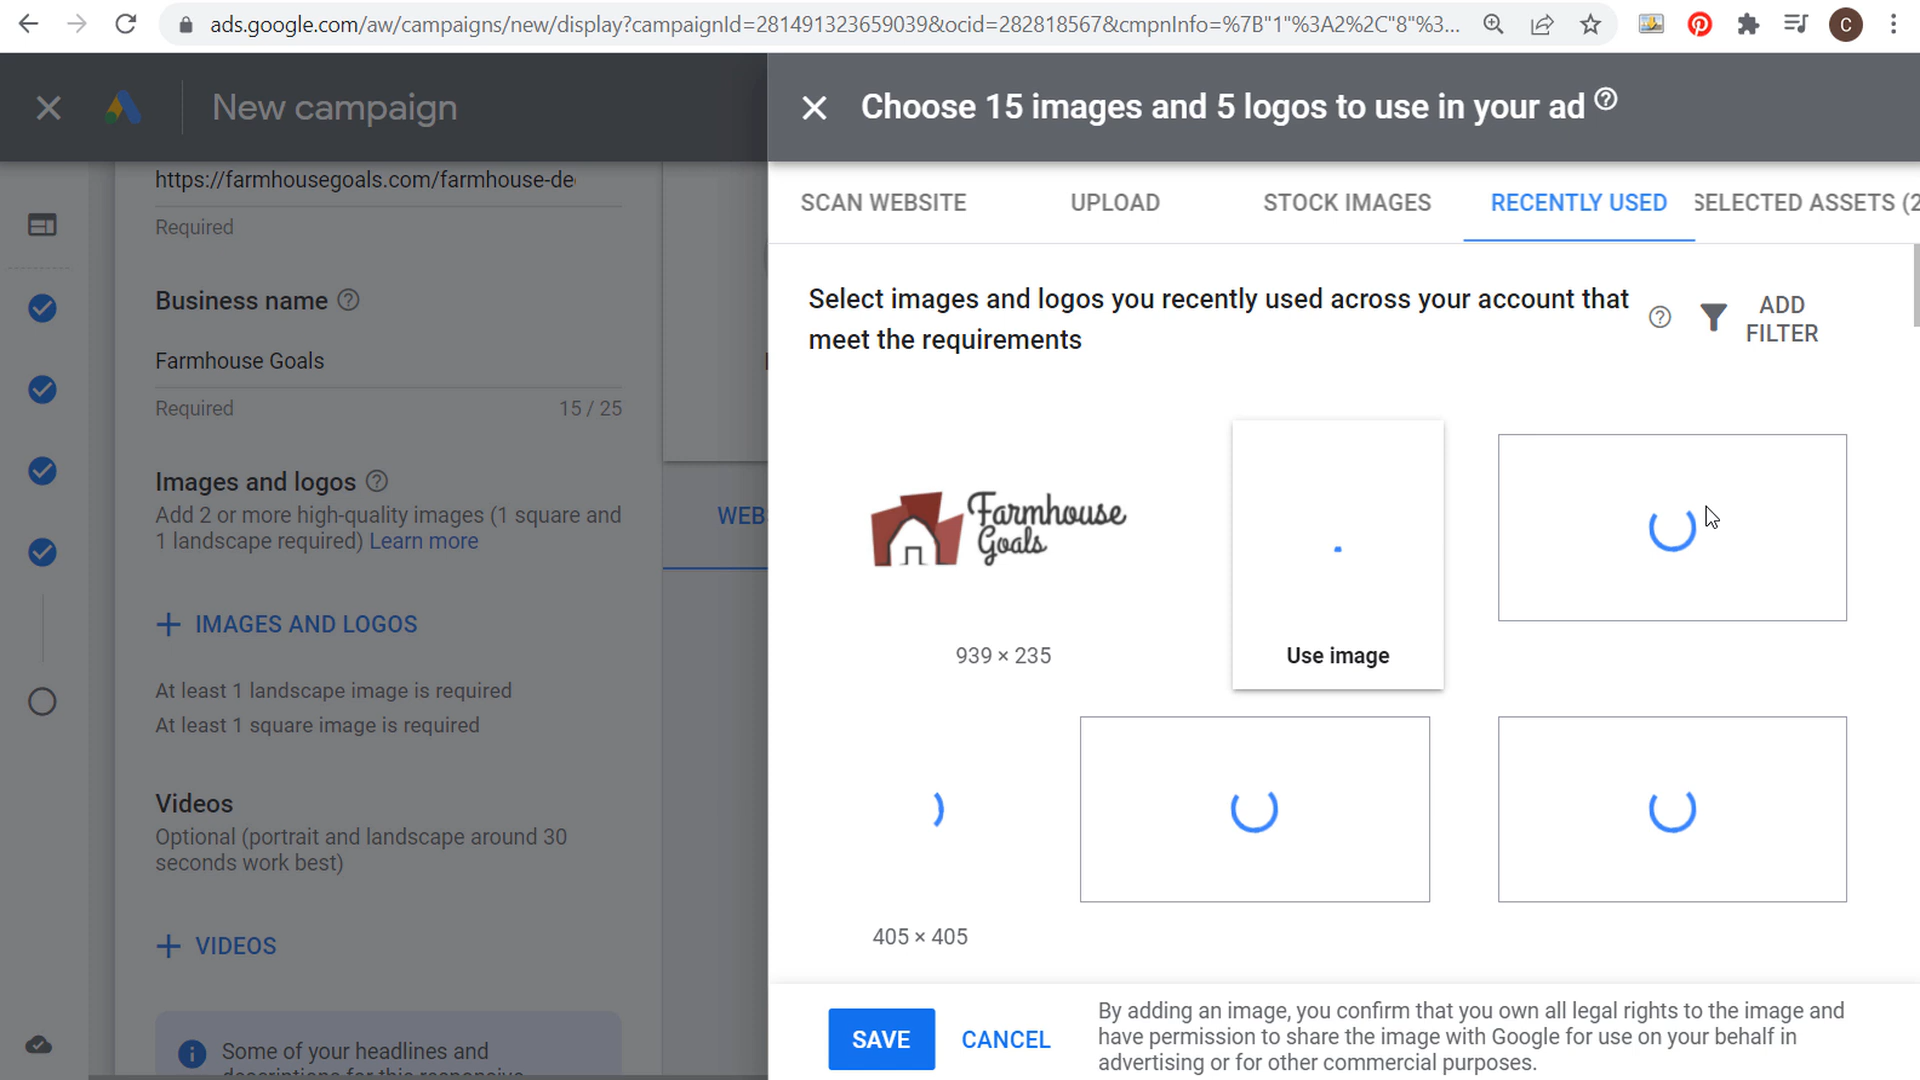 ads.google.com/aw/campaigns/new/display?campaignId=281491323659039&ocid=282818567&cmpnInfo=%7B"1"%3A2%2C"8"%3...
C
New campaign
Choose 15 images and 5 logos to use in your ad
SCAN WEBSITE
UPLOAD
STOCK IMAGES
RECENTLY USED
SELECTED ASSETS (2
https://farmhousegoals.com/farmhouse-de
Required
Business name
Farmhouse Goals
Required
15 / 25
Images and logos
Add 2 or more high-quality images (1 square and
1 landscape required) Learn more
IMAGES AND LOGOS
At least 1 landscape image is required
At least 1 square image is required
Videos
Optional (portrait and landscape around 30
seconds work best)
VIDEOS
Some of your headlines and
descriptions for this responsive
WEB
Select images and logos you recently used across your account that
meet the requirements
ADD
FILTER
Farmhouse
Goals
939 × 235
Use image
405 × 405
SAVE
CANCEL
By adding an image, you confirm that you own all legal rights to the image and
have permission to share the image with Google for use on your behalf in
advertising or for other commercial purposes.